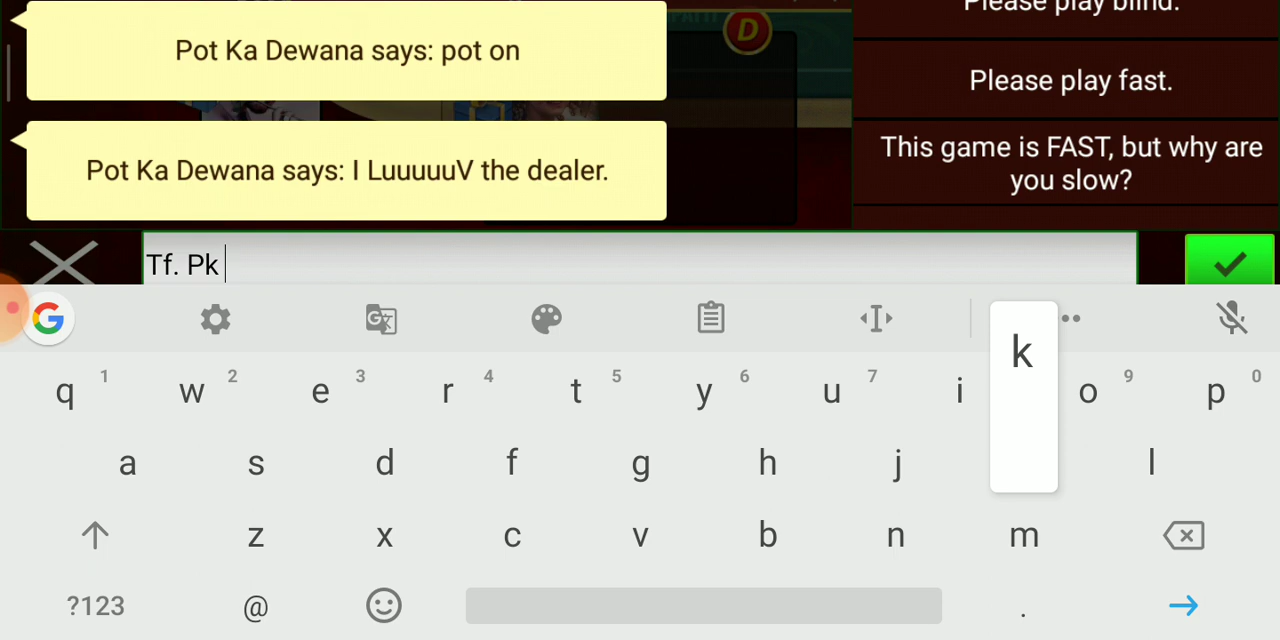 Please play blind.
Pot Ka Dewana says: pot on
D
Please play fast.
This game is FAST, but why are
you slow?
Pot Ka Dewana says: I LuuuuuV the dealer.
Tf. Pk
G
k
q 1 w 2 e 3 r 4 t 5 y 6 u 7 i o 9 p 0
a s d f g h j l
z x c v b n m
?123 @ .